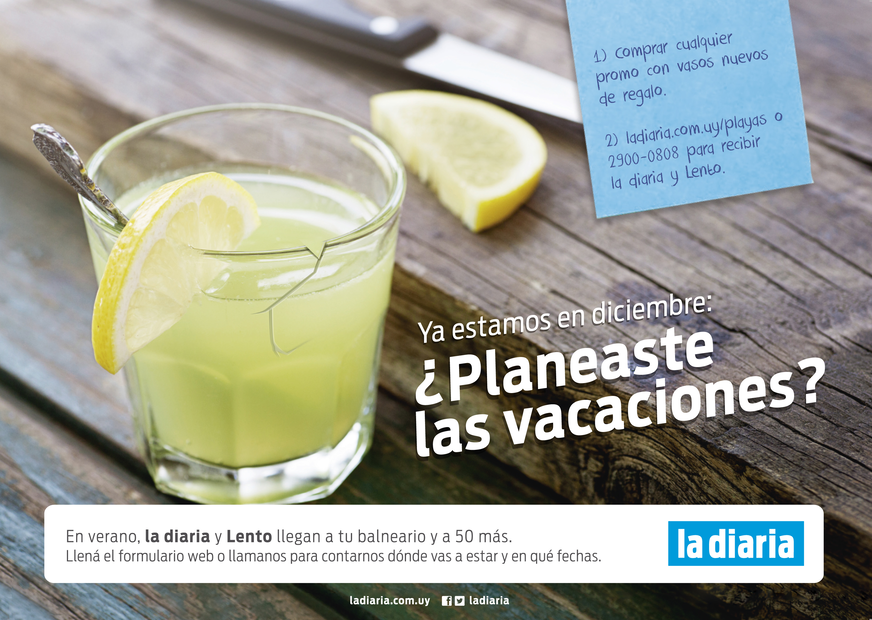 1) Comprar cualquier
promo con vasos nuevos
de regalo.
2) ladiaria.com.uy/playas o
2900-0808 para recibir
la diaria y Lento.
Ya estamos en diciembre:
¿Planeaste
las vacaciones?
En verano, la diaria y Lento llegan a tu balneario y a 50 más.
Llená el formulario web o llamanos para contarnos dónde vas a estar y en qué fechas.
la diaria
ladiaria.com.uy ladiaria